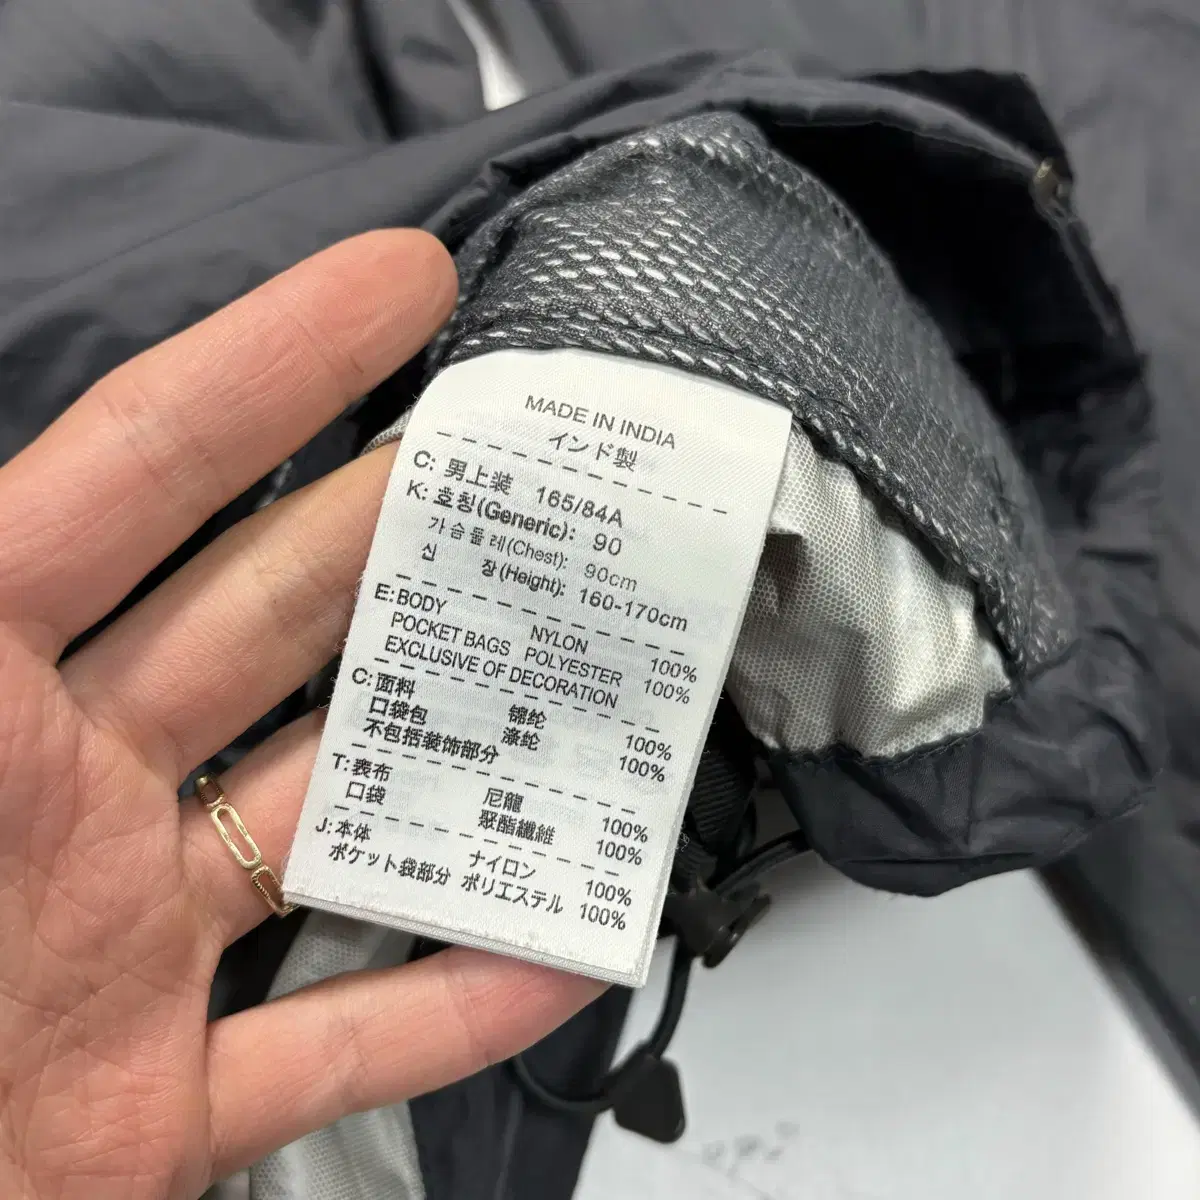 MADE IN INDIA
インド製
C: 男上装 165/84A
K: 호칭(Generic): 90
가슴둘레(Chest): 90cm
신 장(Height): 160-170cm
E: BODY NYLON 100%
POCKET BAGS POLYESTER 100%
EXCLUSIVE OF DECORATION
C: 面料 锦纶 100%
口袋包 涤纶 100%
不包括装饰部分
T: 表布 尼龍 100%
口袋 聚酯纖維 100%
J: 本体 ナイロン 100%
ポケット袋部分 ポリエステル 100%